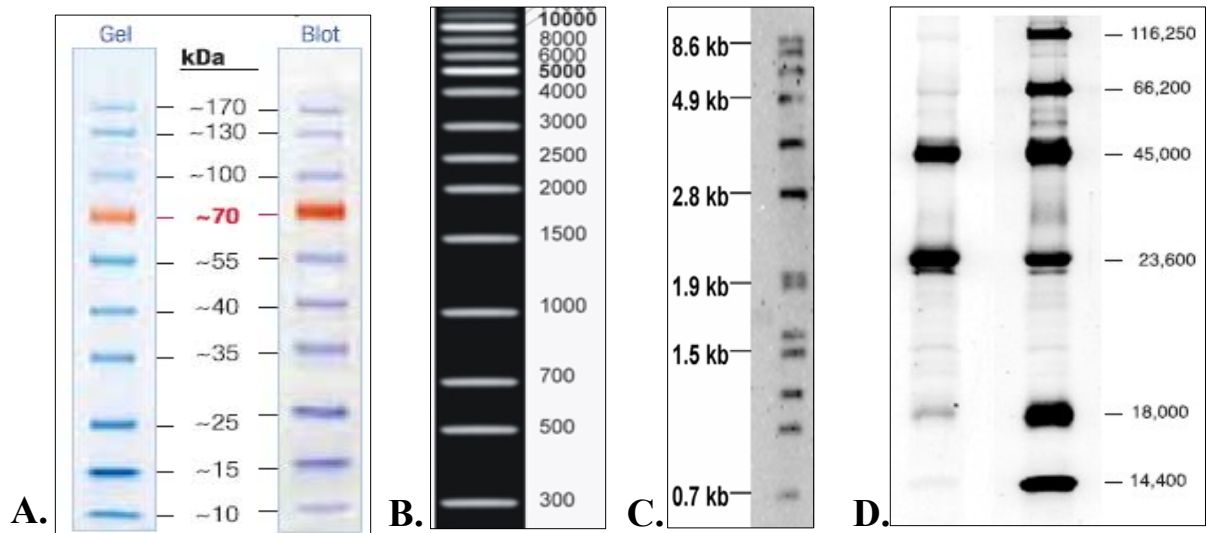 Gel kDa Blot
~170
~130
~100
~70
~55
~40
~35
~25
~15
~10
A.
10000
8000
6000
5000
4000
3000
2500
2000
1500
1000
700
500
300
B.
8.6 kb
4.9 kb
2.8 kb
1.9 kb
1.5 kb
0.7 kb
C.
116,250
66,200
45,000
23,600
18,000
14,400
D.